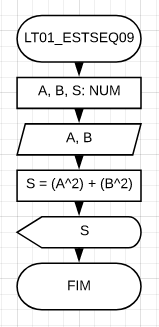 LT01_ESTSEQ09
A, B, S: NUM
A, B
S = (A^2) + (B^2)
S
FIM